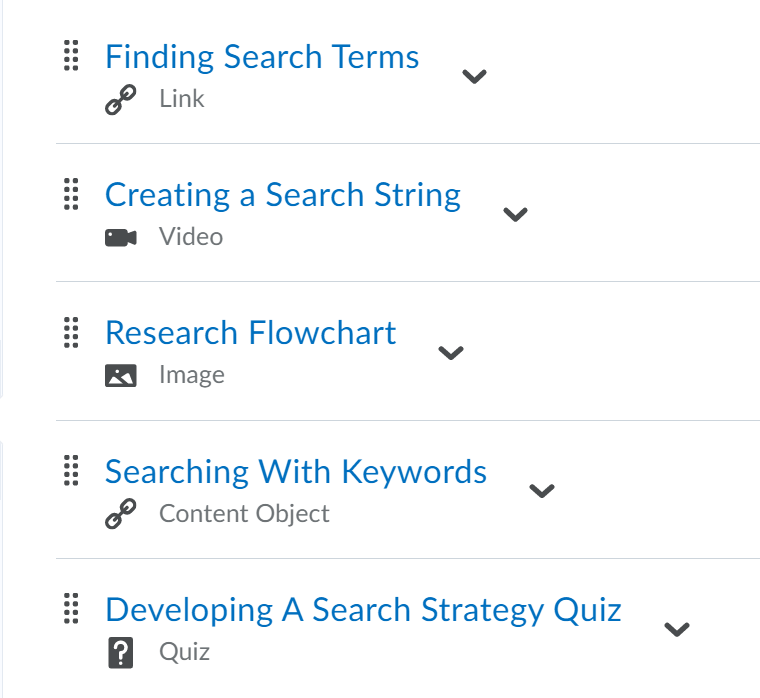 Finding Search Terms
Link
Creating a Search String
Video
Research Flowchart
Image
Searching With Keywords
Content Object
Developing A Search Strategy Quiz
Quiz